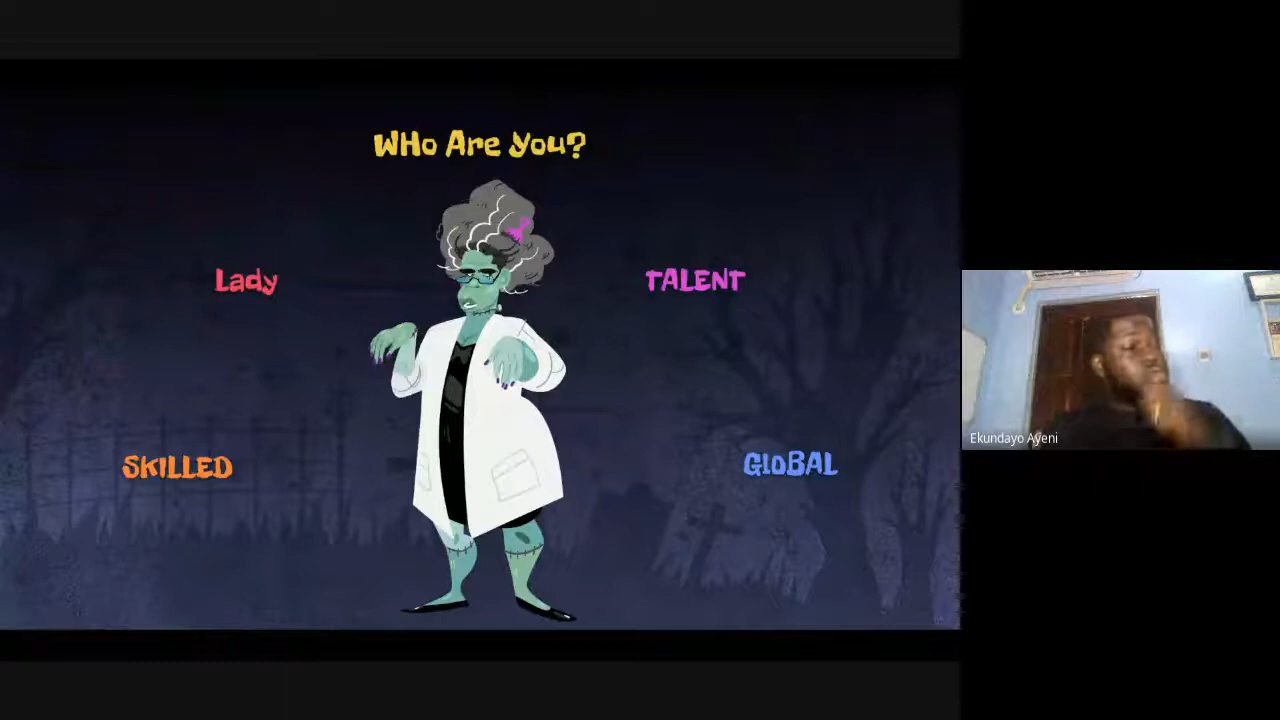 WHo Are You?
Lady
TALENT
SKILLED
GLoBAL
Ekundayo Ayeni